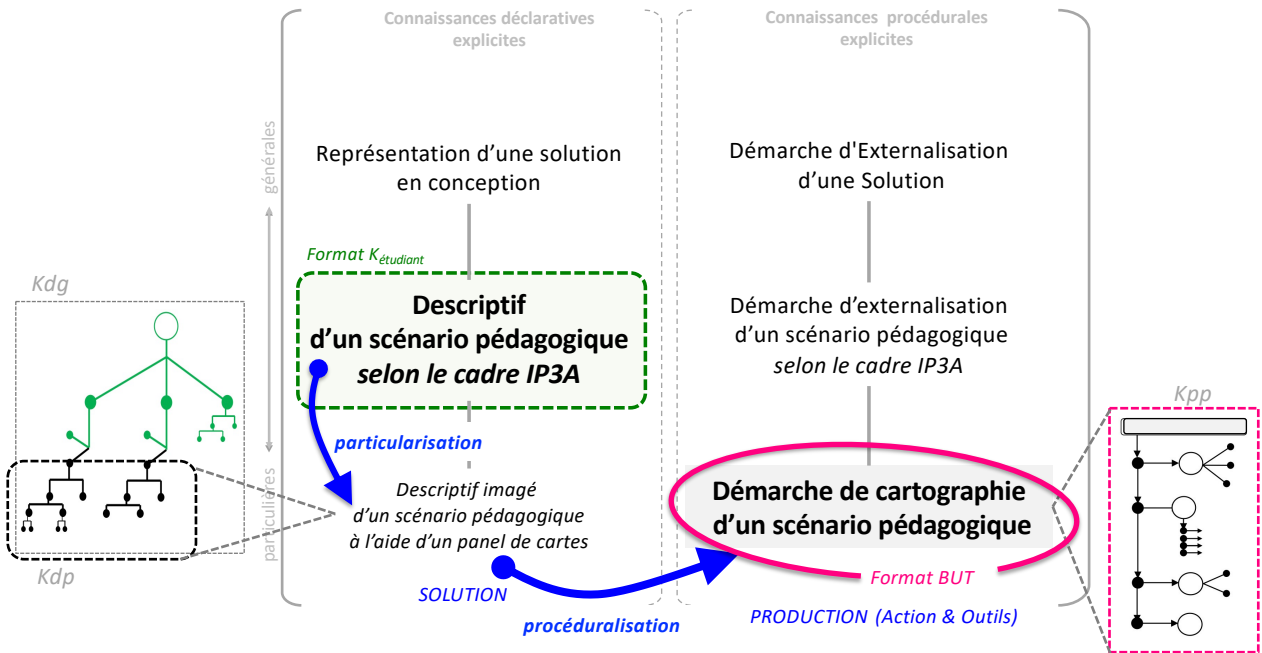 Connaissances déclaratives
explicites
Connaissances procédurales
explicites
générales
particulières
Représentation d’une solution
en conception
Démarche d'Externalisation
d’une Solution
Format Kétudiant
Kdg
Descriptif
d’un scénario pédagogique
selon le cadre IP3A
Démarche d’externalisation
d’un scénario pédagogique
selon le cadre IP3A
Kpp
particularisation
Descriptif imagé
d’un scénario pédagogique
à l’aide d’un panel de cartes
Démarche de cartographie
d’un scénario pédagogique
Kdp
Format BUT
SOLUTION
procéduralisation
PRODUCTION (Action & Outils)